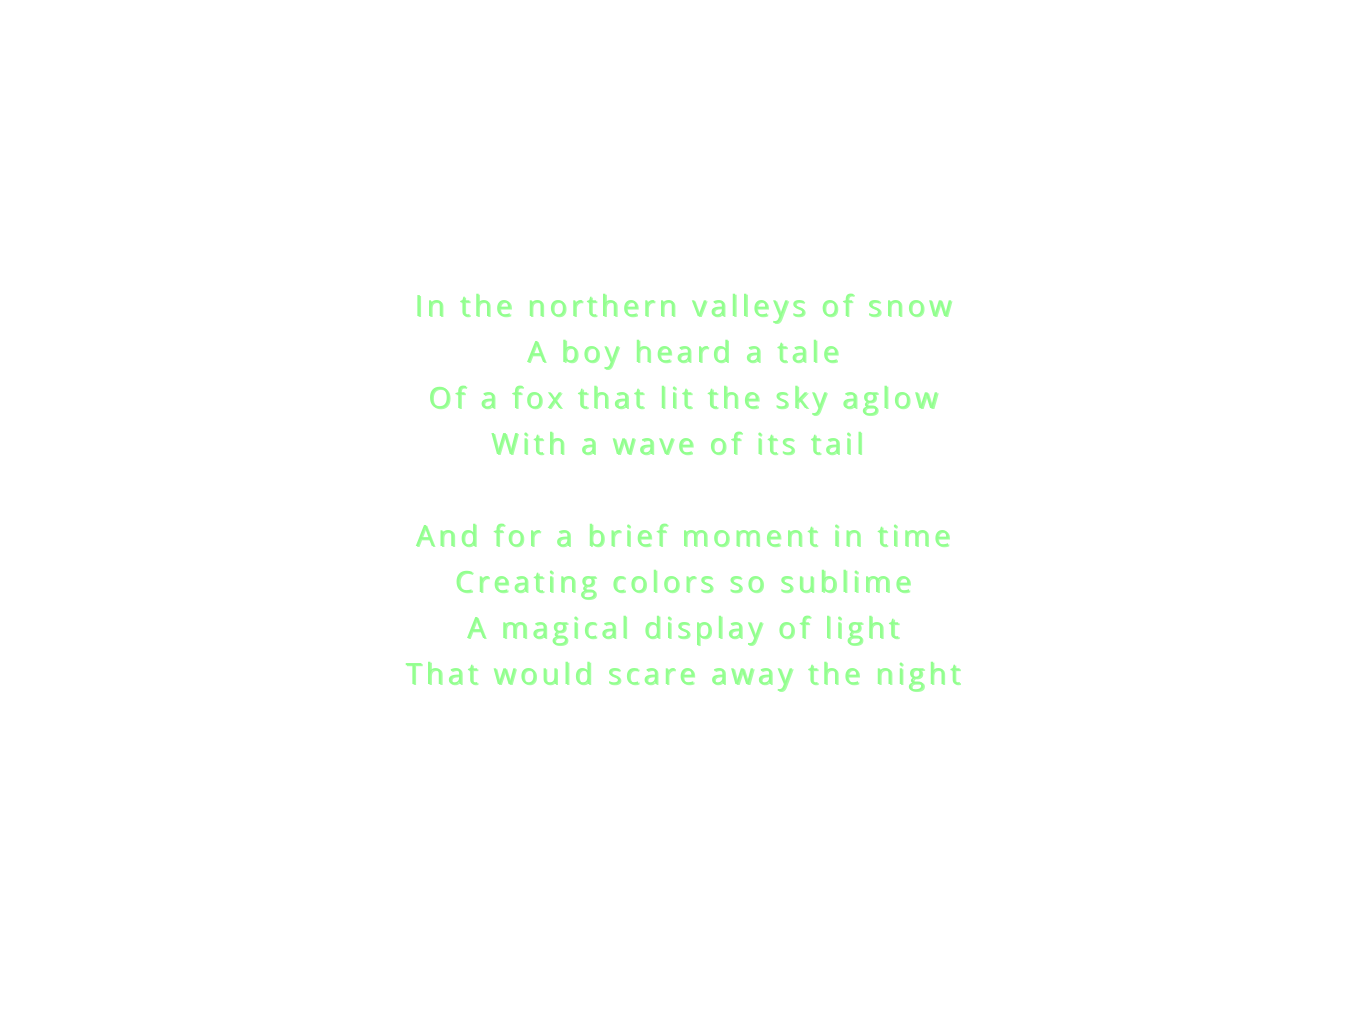 In the northern valleys of snow
A boy heard a tale
Of a fox that lit the sky aglow
With a wave of its tail
And for a brief moment in time
Creating colors so sublime
A magical display of light
That would scare away the night